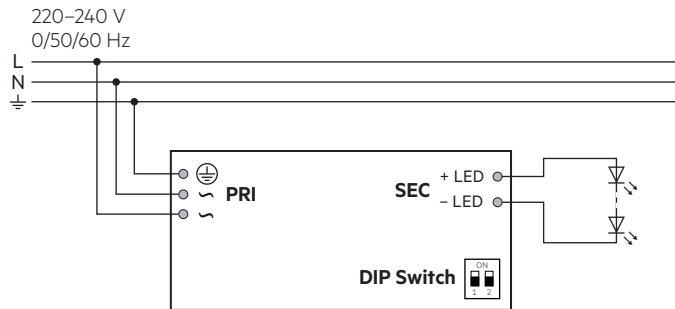 220–240 V
0/50/60 Hz
L
N
+ LED
PRI
SEC
– LED
DIP Switch
ON
1 2